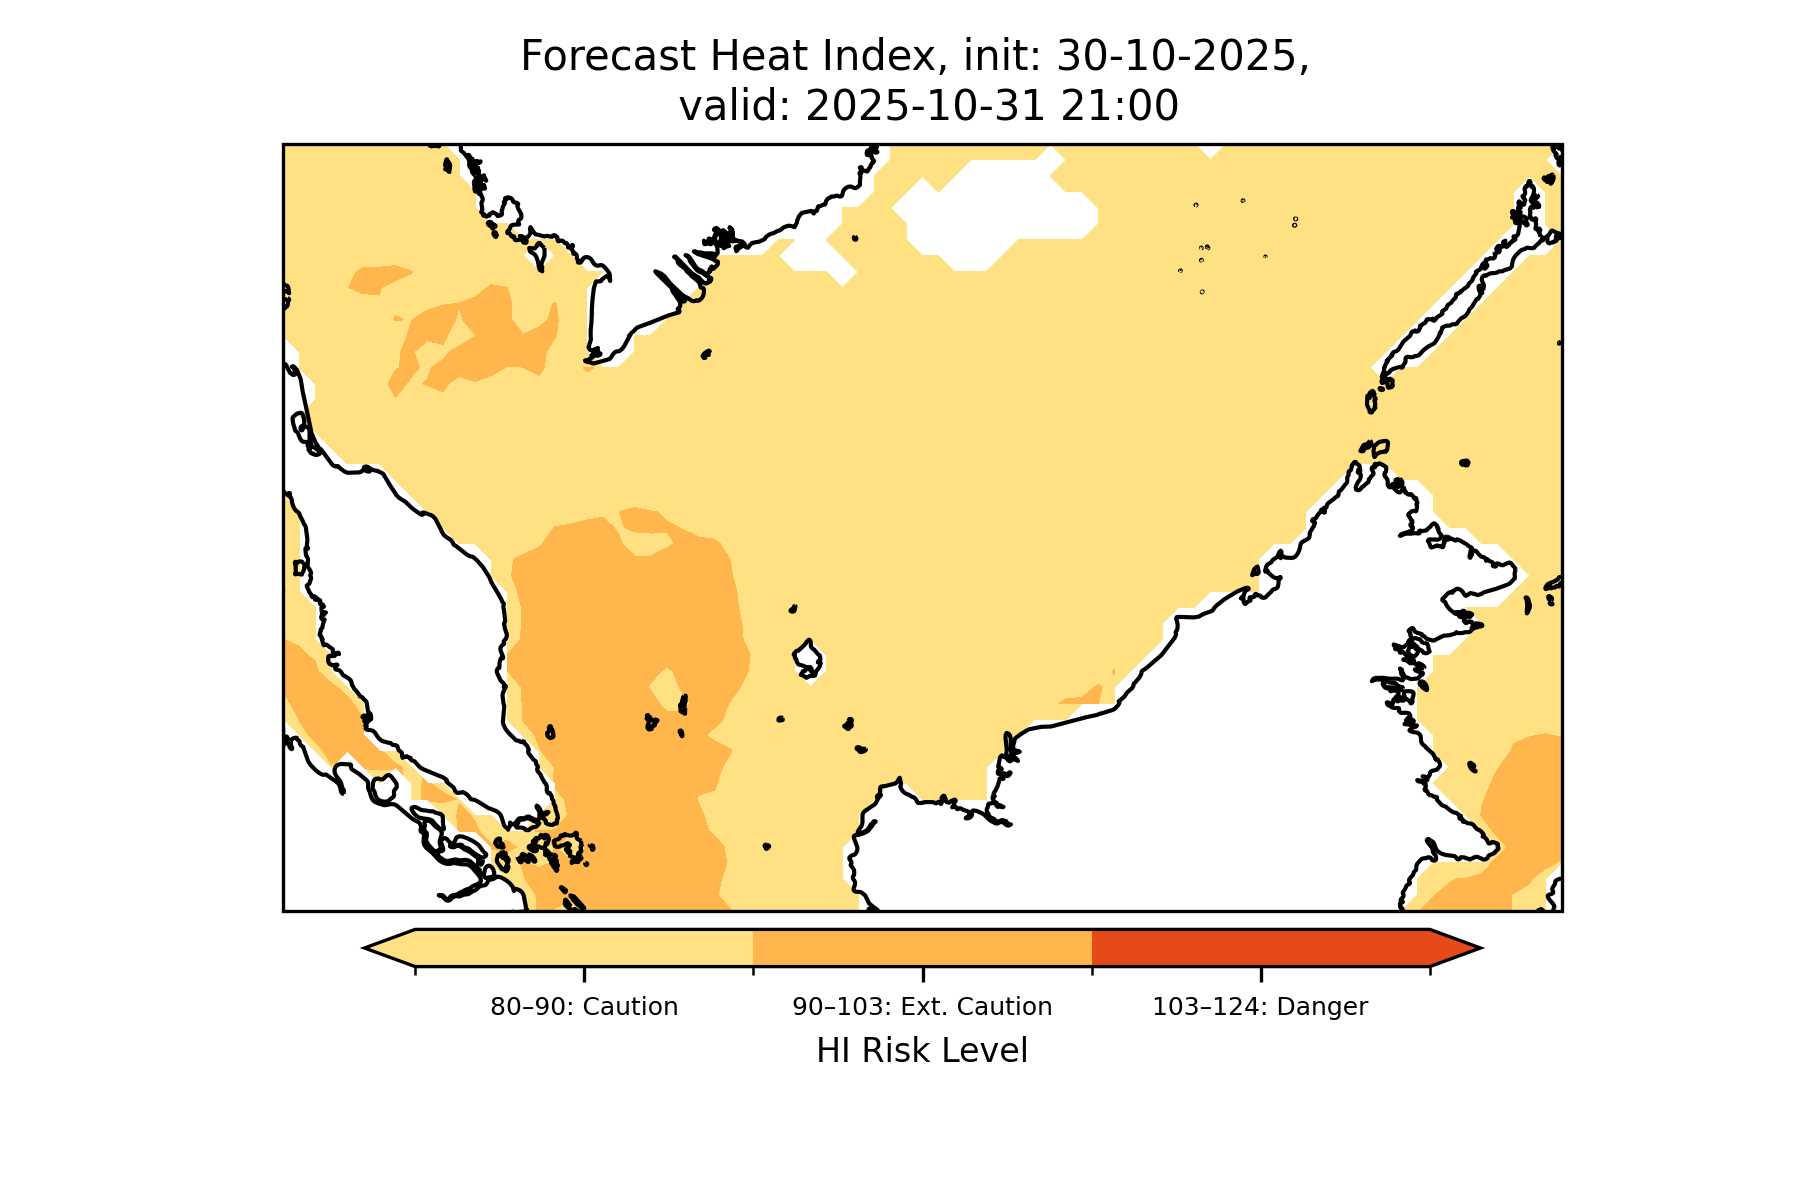 Forecast Heat Index, init: 30-10-2025,
valid: 2025-10-31 21:00
80–90: Caution
90–103: Ext. Caution
103–124: Danger
HI Risk Level